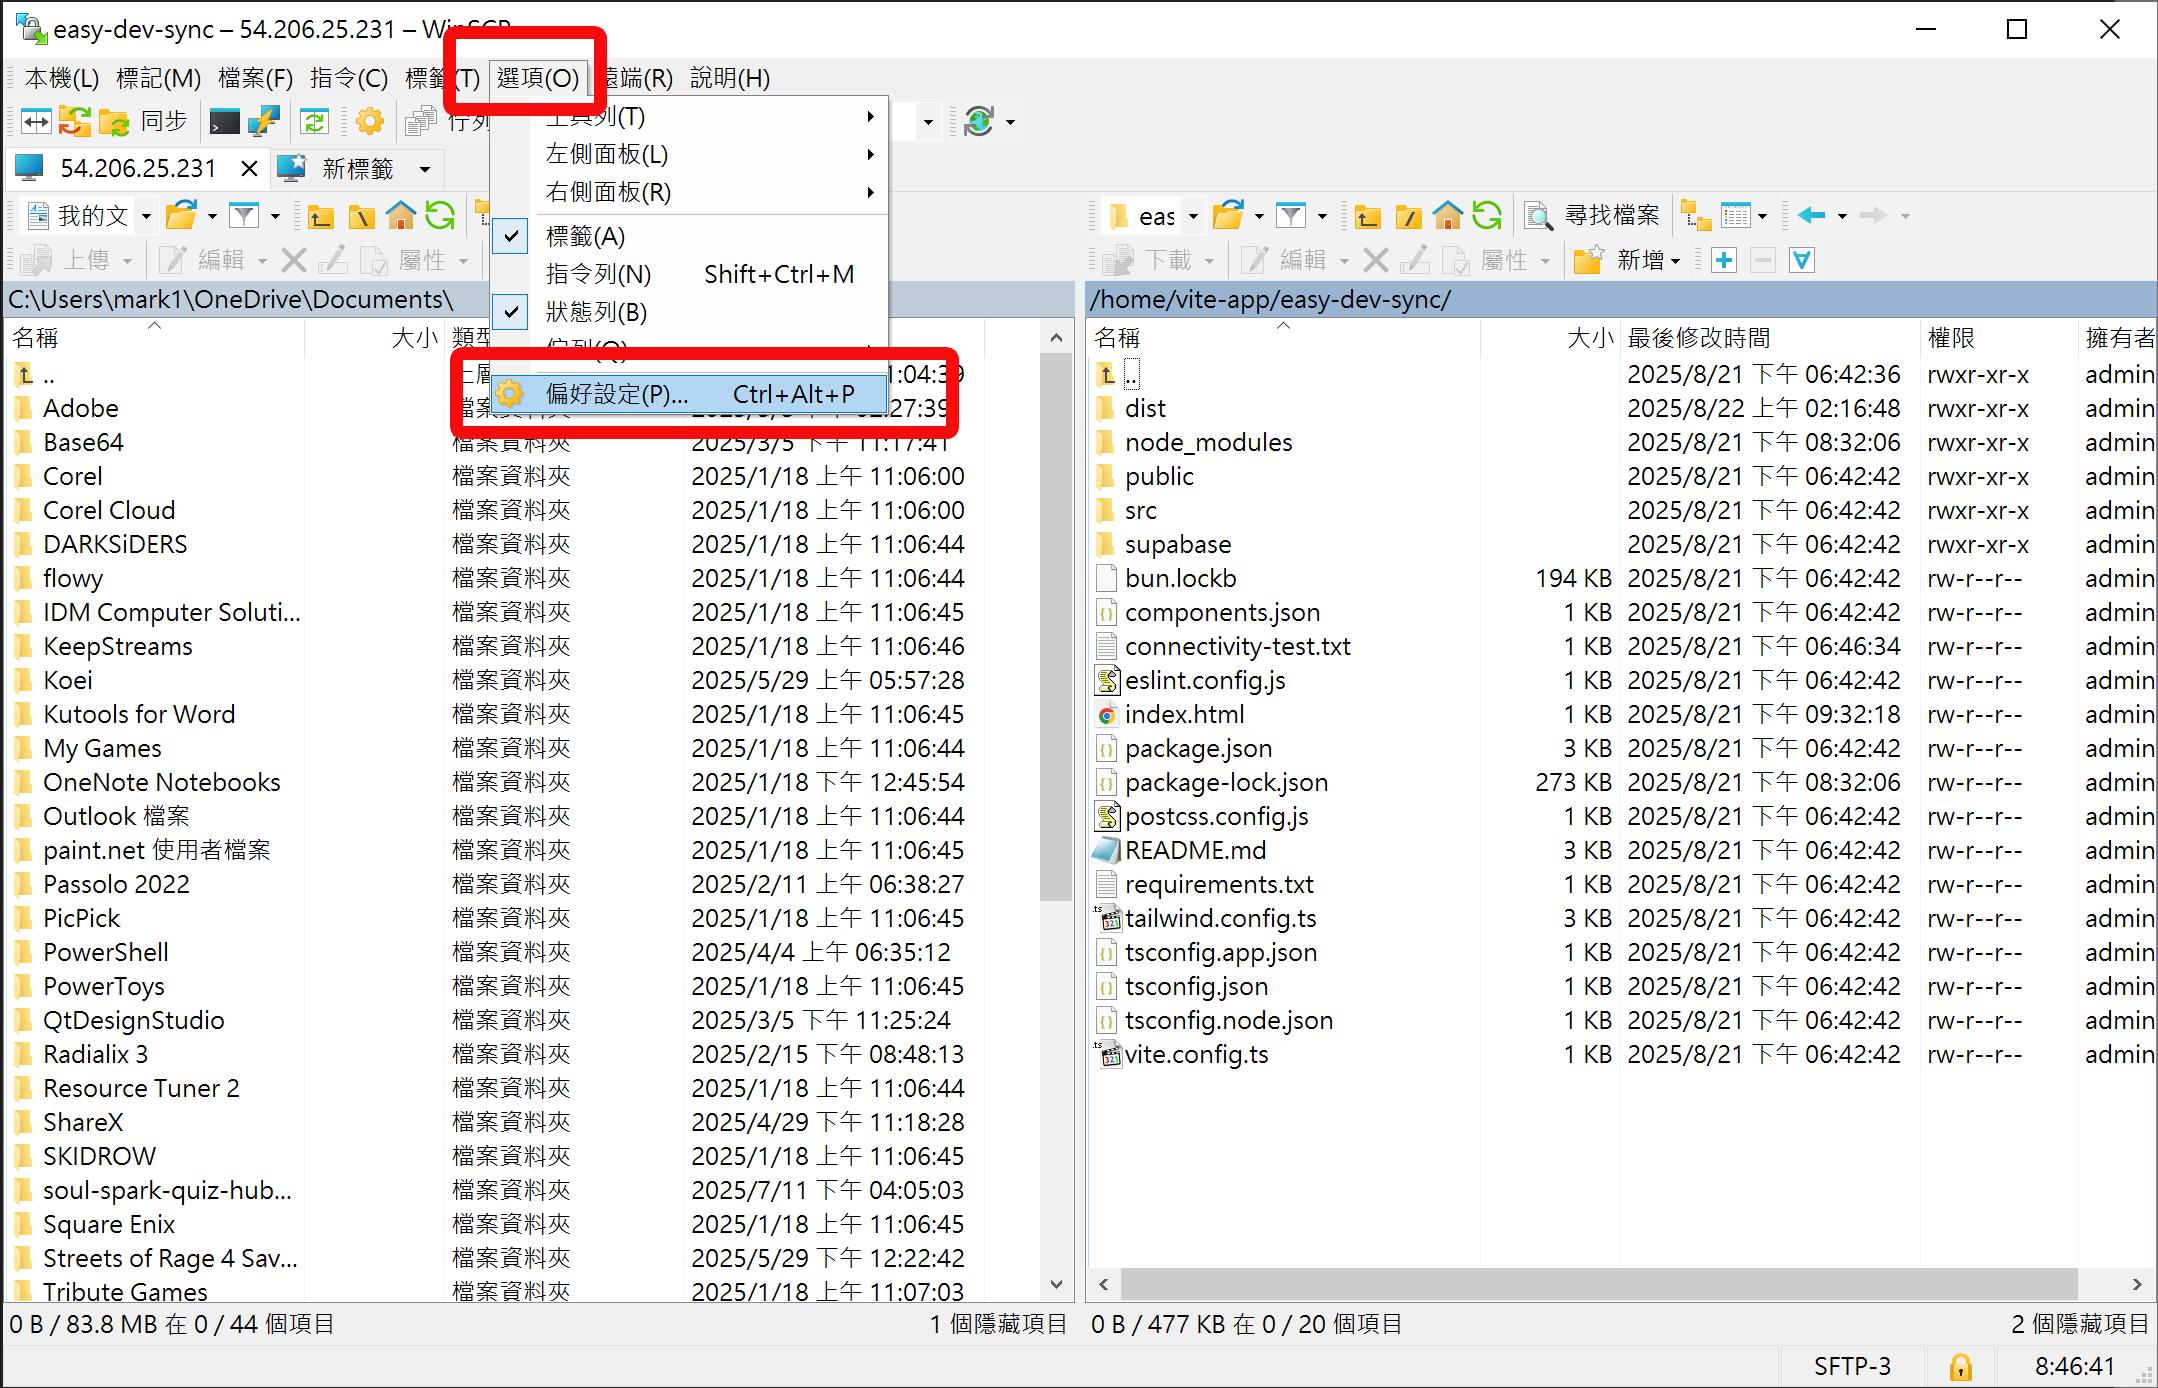 easy-dev-sync – 54.206.25.231 – WinSCP
本機(L) 標記(M) 檔案(F) 指令(C) 標籤(T) 選項(O) 遠端(R) 說明(H)
同步 佇列
54.206.25.231 新標籤
工具列(T)
左側面板(L)
右側面板(R)
標籤(A)
指令列(N) Shift+Ctrl+M
狀態列(B)
佇列(Q)
偏好設定(P)... Ctrl+Alt+P
我的文
上傳 編輯 屬性
C:\Users\mark1\OneDrive\Documents\
名稱 大小 類型
..
Adobe
Base64 檔案資料夾 2025/3/5 下午 11:17:41
Corel 檔案資料夾 2025/1/18 上午 11:06:00
Corel Cloud 檔案資料夾 2025/1/18 上午 11:06:00
DARKSiDERS 檔案資料夾 2025/1/18 上午 11:06:44
flowy 檔案資料夾 2025/1/18 上午 11:06:44
IDM Computer Soluti... 檔案資料夾 2025/1/18 上午 11:06:45
KeepStreams 檔案資料夾 2025/1/18 上午 11:06:46
Koei 檔案資料夾 2025/5/29 上午 05:57:28
Kutools for Word 檔案資料夾 2025/1/18 上午 11:06:45
My Games 檔案資料夾 2025/1/18 上午 11:06:44
OneNote Notebooks 檔案資料夾 2025/1/18 下午 12:45:54
Outlook 檔案 檔案資料夾 2025/1/18 上午 11:06:44
paint.net 使用者檔案 檔案資料夾 2025/1/18 上午 11:06:45
Passolo 2022 檔案資料夾 2025/2/11 上午 06:38:27
PicPick 檔案資料夾 2025/1/18 上午 11:06:45
PowerShell 檔案資料夾 2025/4/4 上午 06:35:12
PowerToys 檔案資料夾 2025/1/18 上午 11:06:45
QtDesignStudio 檔案資料夾 2025/3/5 下午 11:25:24
Radialix 3 檔案資料夾 2025/2/15 下午 08:48:13
Resource Tuner 2 檔案資料夾 2025/1/18 上午 11:06:44
ShareX 檔案資料夾 2025/4/29 下午 11:18:28
SKIDROW 檔案資料夾 2025/1/18 上午 11:06:45
soul-spark-quiz-hub... 檔案資料夾 2025/7/11 下午 04:05:03
Square Enix 檔案資料夾 2025/1/18 上午 11:06:45
Streets of Rage 4 Sav... 檔案資料夾 2025/5/29 下午 12:22:42
Tribute Games 檔案資料夾 2025/1/18 上午 11:07:03
0 B / 83.8 MB 在 0 / 44 個項目 1 個隱藏項目
eas 尋找檔案
下載 編輯 屬性 新增
/home/vite-app/easy-dev-sync/
名稱 大小 最後修改時間 權限 擁有者
.. 2025/8/21 下午 06:42:36 rwxr-xr-x admin
dist 2025/8/22 上午 02:16:48 rwxr-xr-x admin
node_modules 2025/8/21 下午 08:32:06 rwxr-xr-x admin
public 2025/8/21 下午 06:42:42 rwxr-xr-x admin
src 2025/8/21 下午 06:42:42 rwxr-xr-x admin
supabase 2025/8/21 下午 06:42:42 rwxr-xr-x admin
bun.lockb 194 KB 2025/8/21 下午 06:42:42 rw-r--r-- admin
components.json 1 KB 2025/8/21 下午 06:42:42 rw-r--r-- admin
connectivity-test.txt 1 KB 2025/8/21 下午 06:46:34 rw-r--r-- admin
eslint.config.js 1 KB 2025/8/21 下午 06:42:42 rw-r--r-- admin
index.html 1 KB 2025/8/21 下午 09:32:18 rw-r--r-- admin
package.json 3 KB 2025/8/21 下午 06:42:42 rw-r--r-- admin
package-lock.json 273 KB 2025/8/21 下午 08:32:06 rw-r--r-- admin
postcss.config.js 1 KB 2025/8/21 下午 06:42:42 rw-r--r-- admin
README.md 3 KB 2025/8/21 下午 06:42:42 rw-r--r-- admin
requirements.txt 1 KB 2025/8/21 下午 06:42:42 rw-r--r-- admin
tailwind.config.ts 3 KB 2025/8/21 下午 06:42:42 rw-r--r-- admin
tsconfig.app.json 1 KB 2025/8/21 下午 06:42:42 rw-r--r-- admin
tsconfig.json 1 KB 2025/8/21 下午 06:42:42 rw-r--r-- admin
tsconfig.node.json 1 KB 2025/8/21 下午 06:42:42 rw-r--r-- admin
vite.config.ts 1 KB 2025/8/21 下午 06:42:42 rw-r--r-- admin
0 B / 477 KB 在 0 / 20 個項目 2 個隱藏項目
SFTP-3 8:46:41